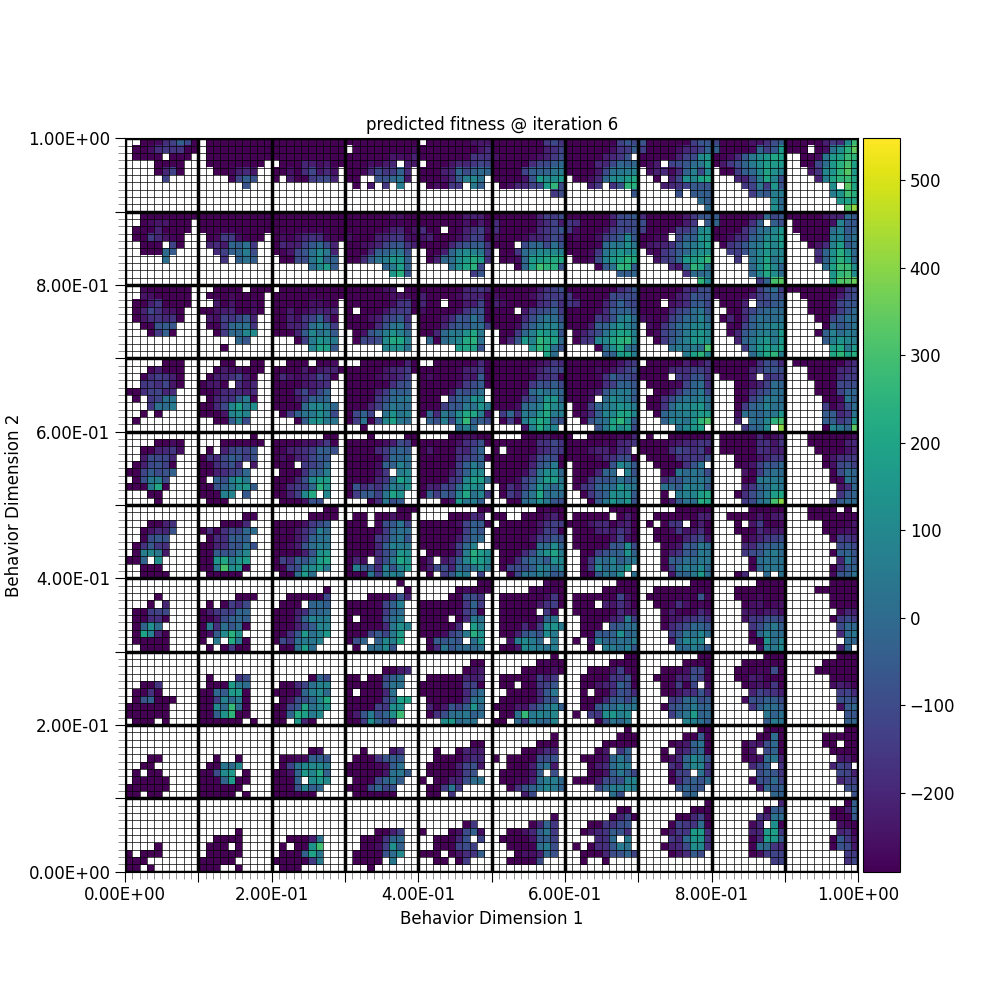 predicted fitness @ iteration 6
1.00E+00
8.00E-01
6.00E-01
4.00E-01
2.00E-01
0.00E+00
Behavior Dimension 2
0.00E+00 2.00E-01 4.00E-01 6.00E-01 8.00E-01 1.00E+00
Behavior Dimension 1
500
400
300
200
100
0
−100
−200